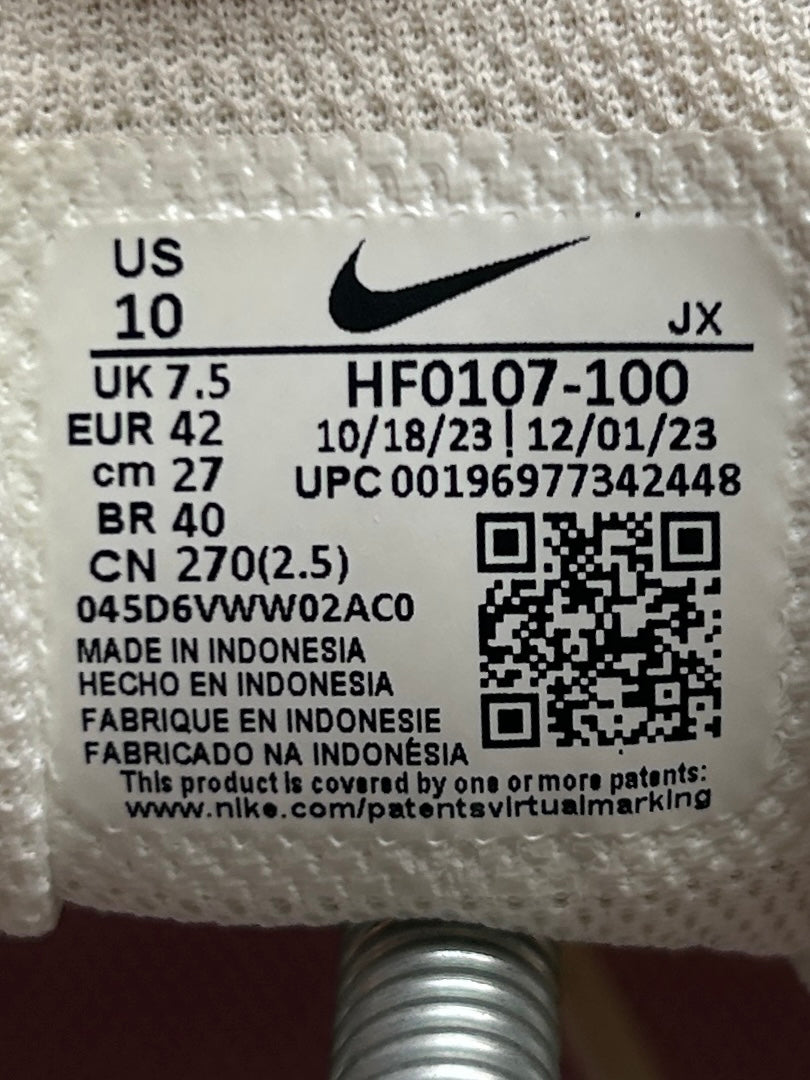 US
10
JX
UK 7.5
HF0107-100
EUR 42
10/18/23 | 12/01/23
cm 27
UPC 00196977342448
BR 40
CN 270(2.5)
045D6VWW02AC0
MADE IN INDONESIA
HECHO EN INDONESIA
FABRIQUE EN INDONESIE
FABRICADO NA INDONÉSIA
This product is covered by one or more patents:
www.nike.com/patentsvirtualmarking